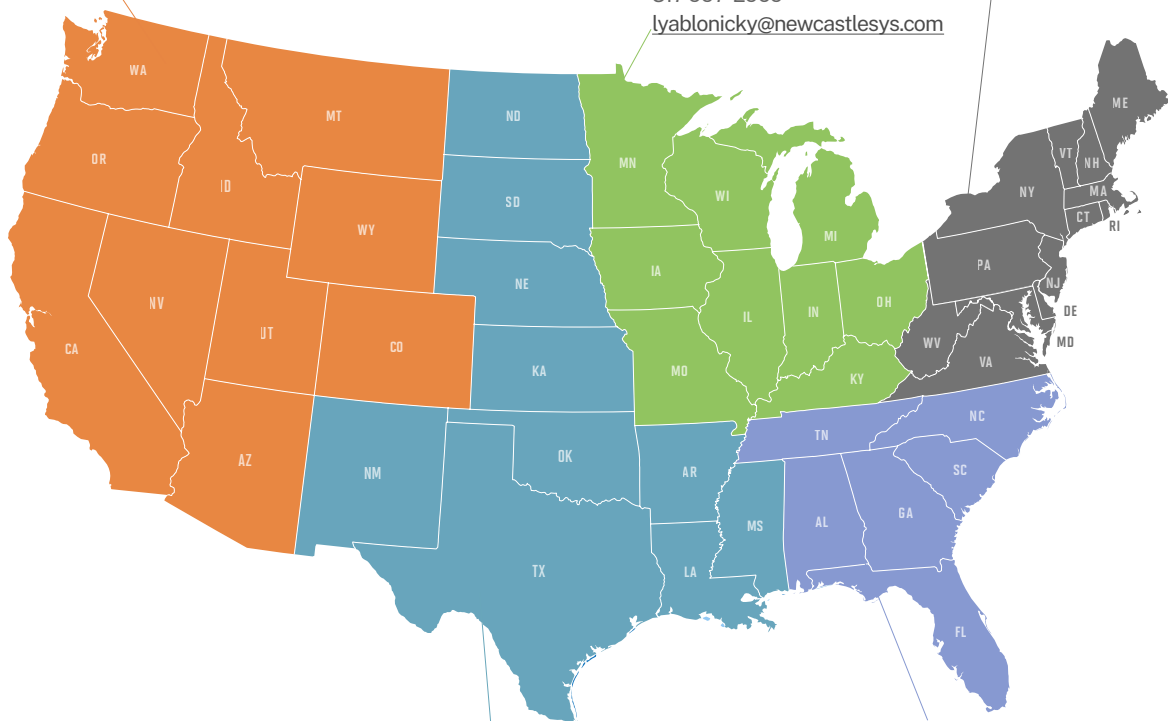 lyablonicky@newcastlesys.com
WA
MT
ND
ME
OR
ID
MN
VT
NH
SD
WI
NY
MA
WY
MI
CT
RI
IA
PA
NE
NV
OH
NJ
UT
IL
IN
DE
CA
CO
KA
MO
WV
MD
KY
VA
TN
NC
AZ
NM
OK
AR
SC
MS
AL
GA
TX
LA
FL